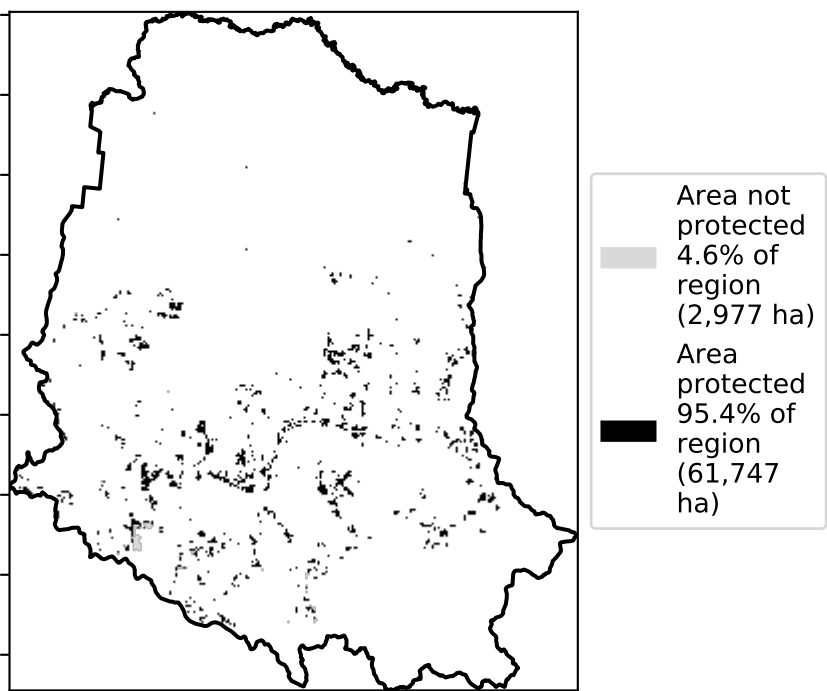 Area not
protected
4.6% of
region
(2,977 ha)
Area
protected
95.4% of
region
(61,747
ha)